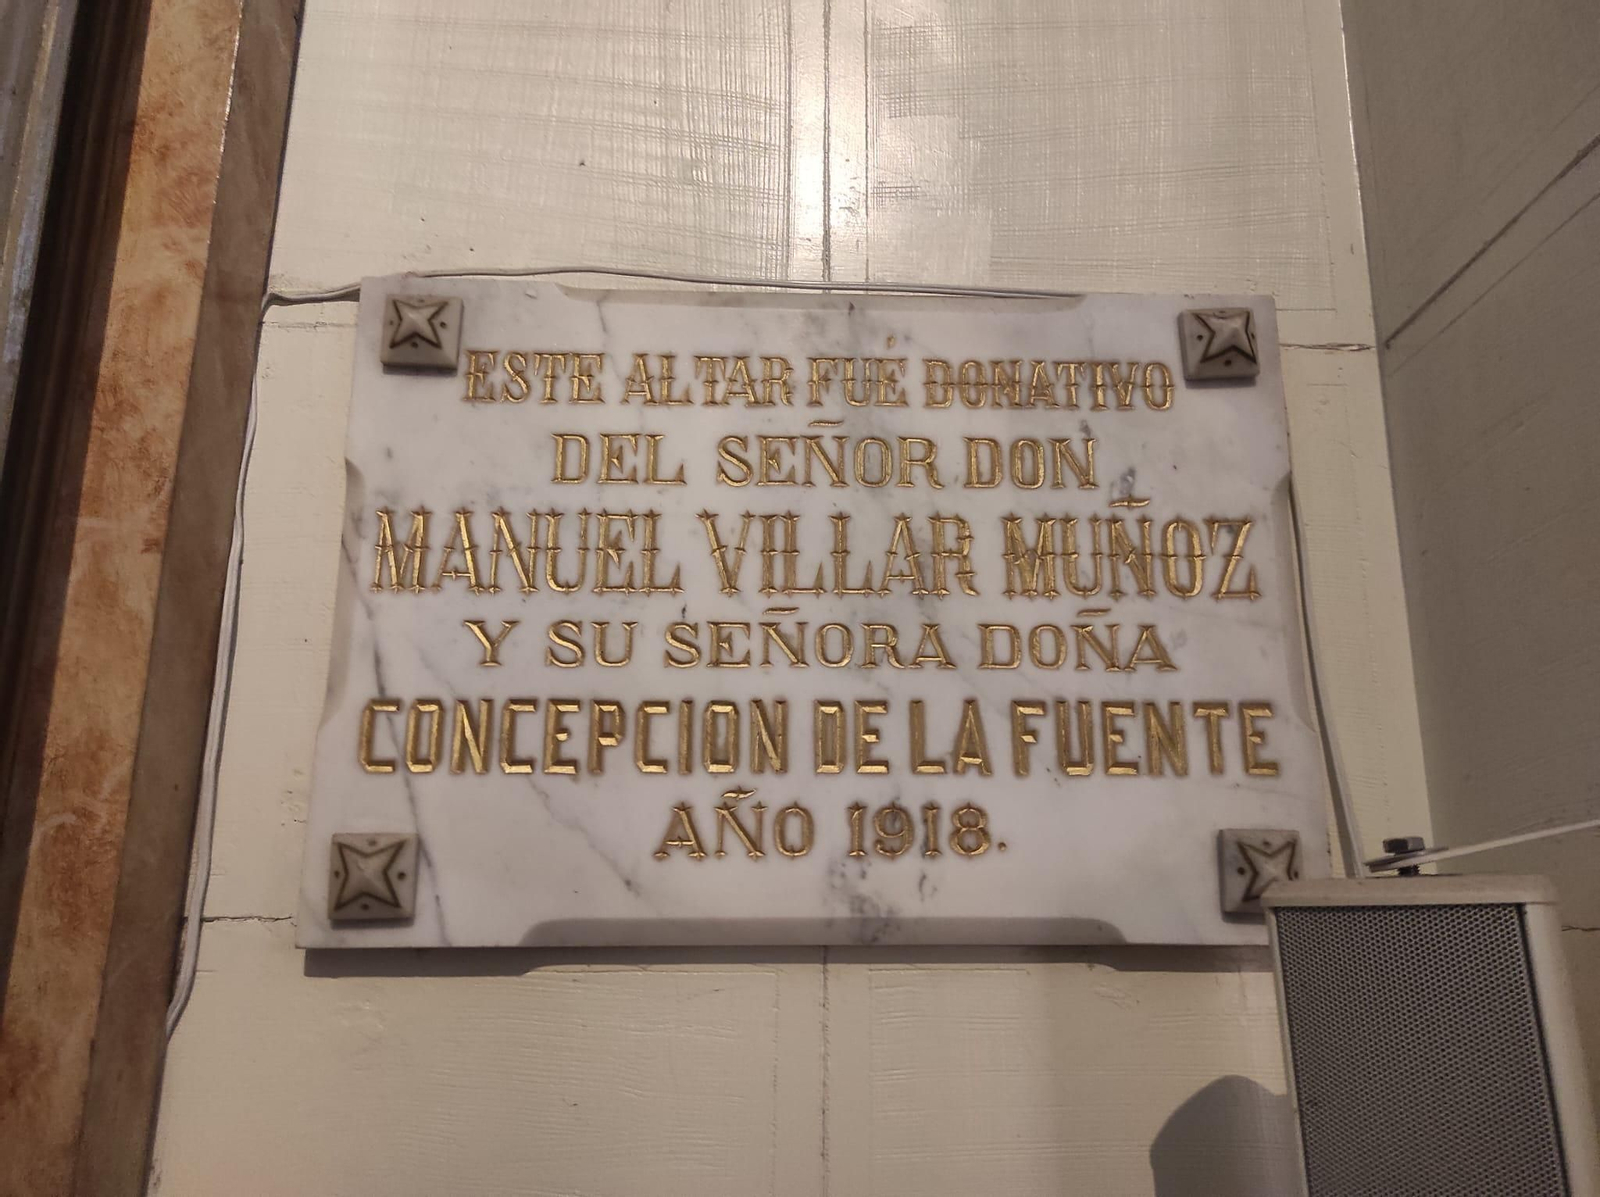 ESTE ALTAR FUÉ DONATIVO
DEL SEÑOR DON
MANUEL VILLAR MUÑOZ
Y SU SEÑORA DOÑA
CONCEPCION DE LA FUENTE
AÑO 1918.